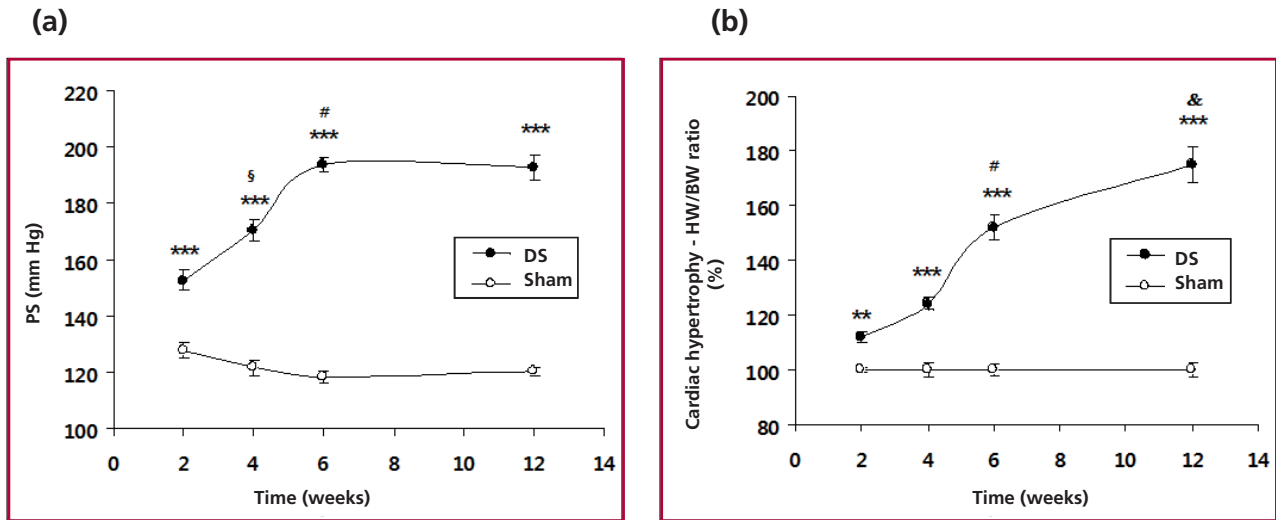 (a)
220
200
180
160
140
120
100
PS (mm Hg)
#
***
***
§
***
***
DS
Sham
0 2 4 6 8 10 12 14
Time (weeks)
(b)
200
180
160
140
120
100
80
Cardiac hypertrophy - HW/BW ratio
(%)
&
***
#
***
***
**
DS
Sham
0 2 4 6 8 10 12 14
Time (weeks)